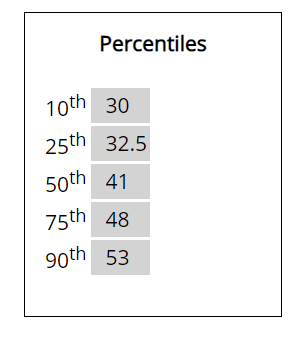 Percentiles
10th 30
25th 32.5
50th 41
75th 48
90th 53